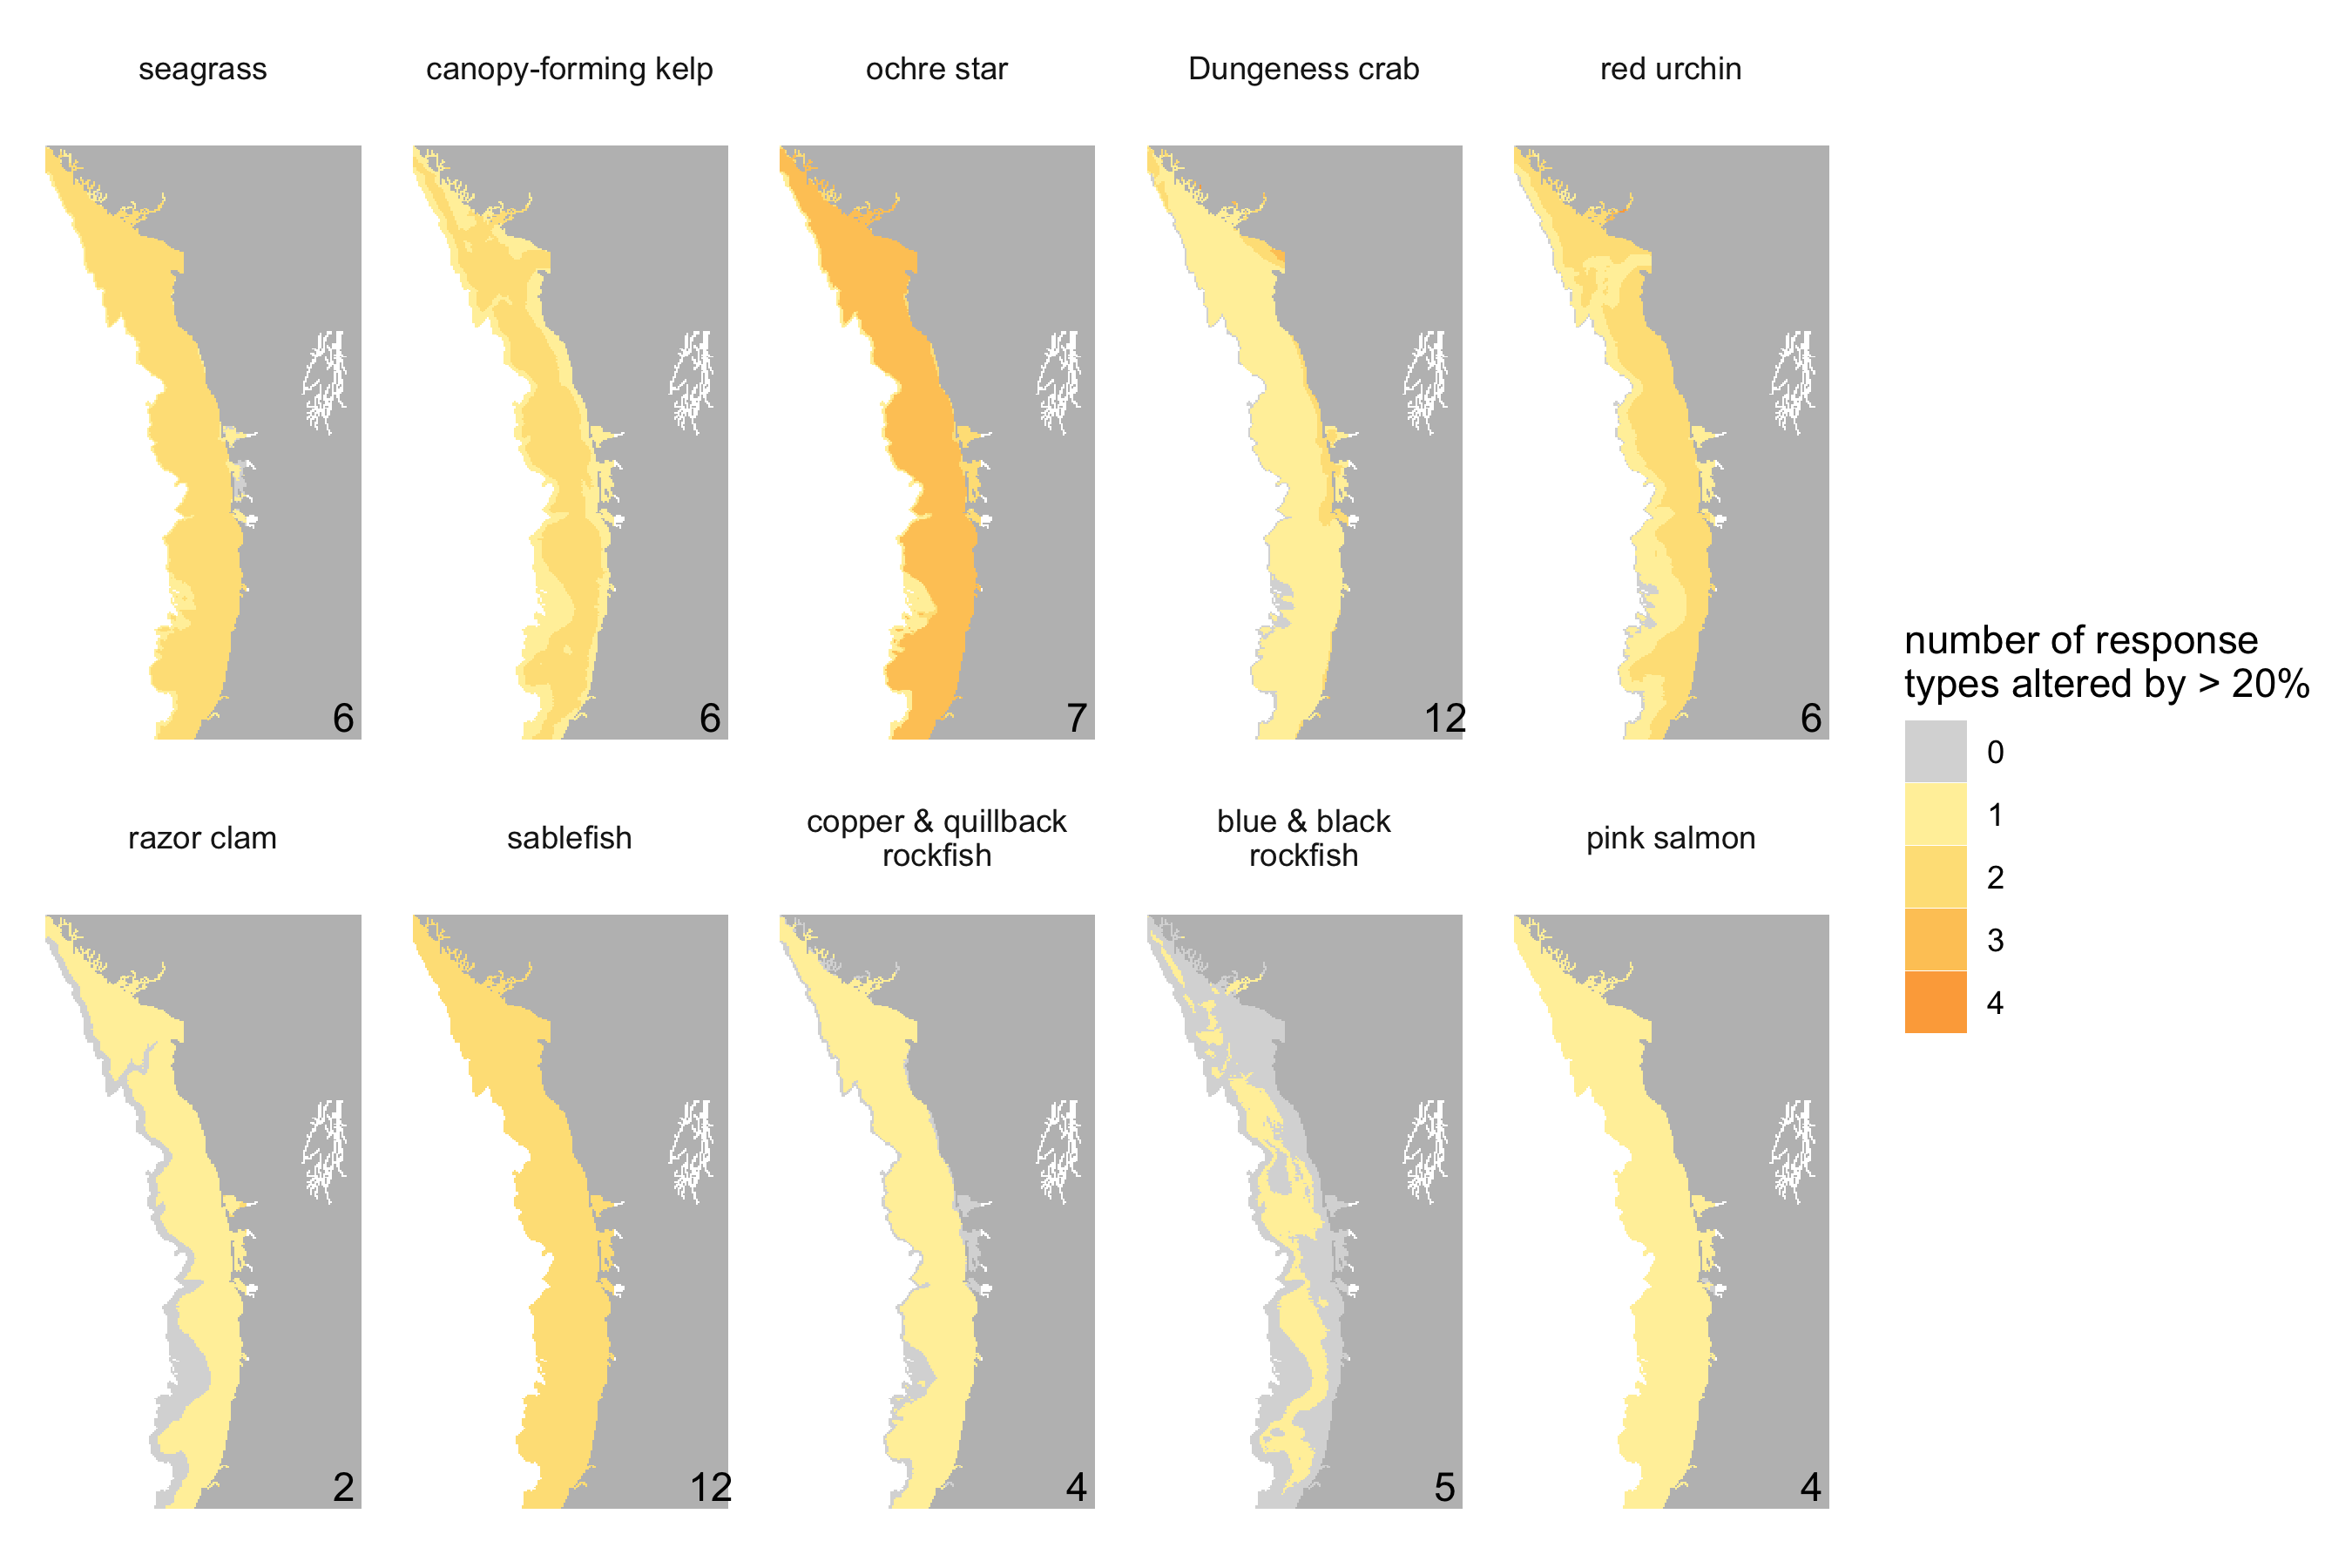 seagrass
canopy-forming kelp
ochre star
Dungeness crab
red urchin
6
6
7
12
6
razor clam
sablefish
copper & quillback
rockfish
blue & black
rockfish
pink salmon
2
12
4
5
4
number of response
types altered by > 20%
0
1
2
3
4